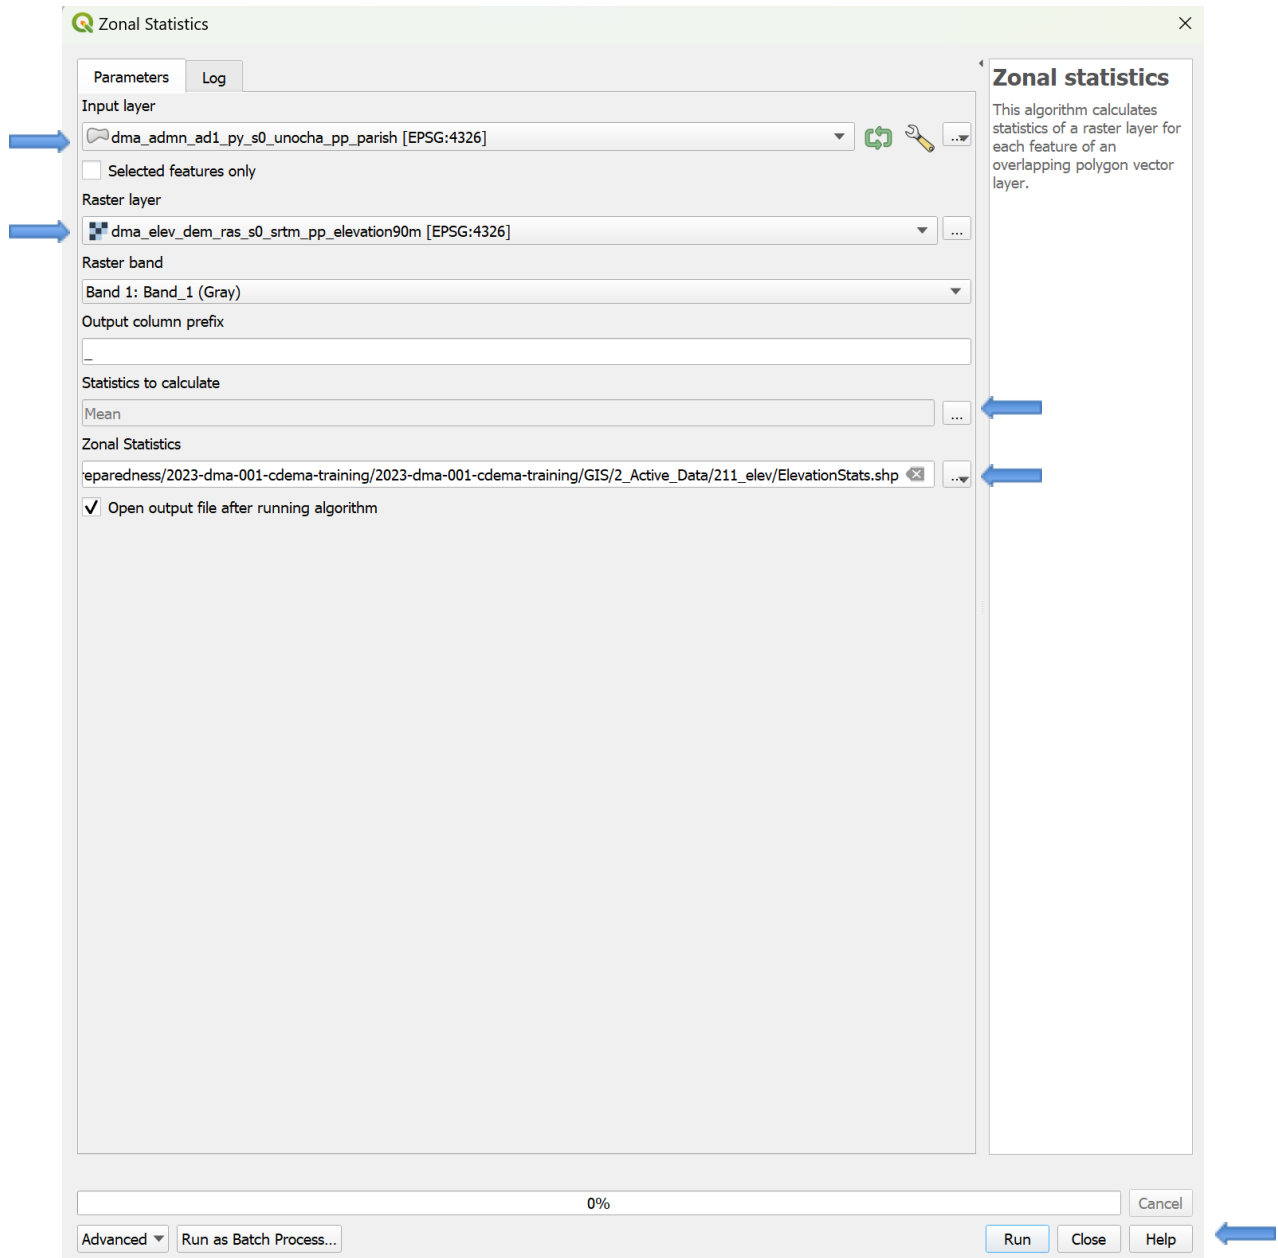 Zonal Statistics
Parameters
Log
Input layer
dma_admn_ad1_py_s0_unocha_pp_parish [EPSG:4326]
...
Selected features only
Raster layer
dma_elev_dem_ras_s0_srtm_pp_elevation90m [EPSG:4326]
...
Raster band
Band 1: Band_1 (Gray)
Output column prefix
_
Statistics to calculate
Mean
...
Zonal Statistics
reparedness/2023-dma-001-cdema-training/2023-dma-001-cdema-training/GIS/2_Active_Data/211_elev/ElevationStats.shp
...
Open output file after running algorithm
Zonal statistics
This algorithm calculates
statistics of a raster layer for
each feature of an
overlapping polygon vector
layer.
0%
Cancel
Advanced
Run as Batch Process...
Run
Close
Help